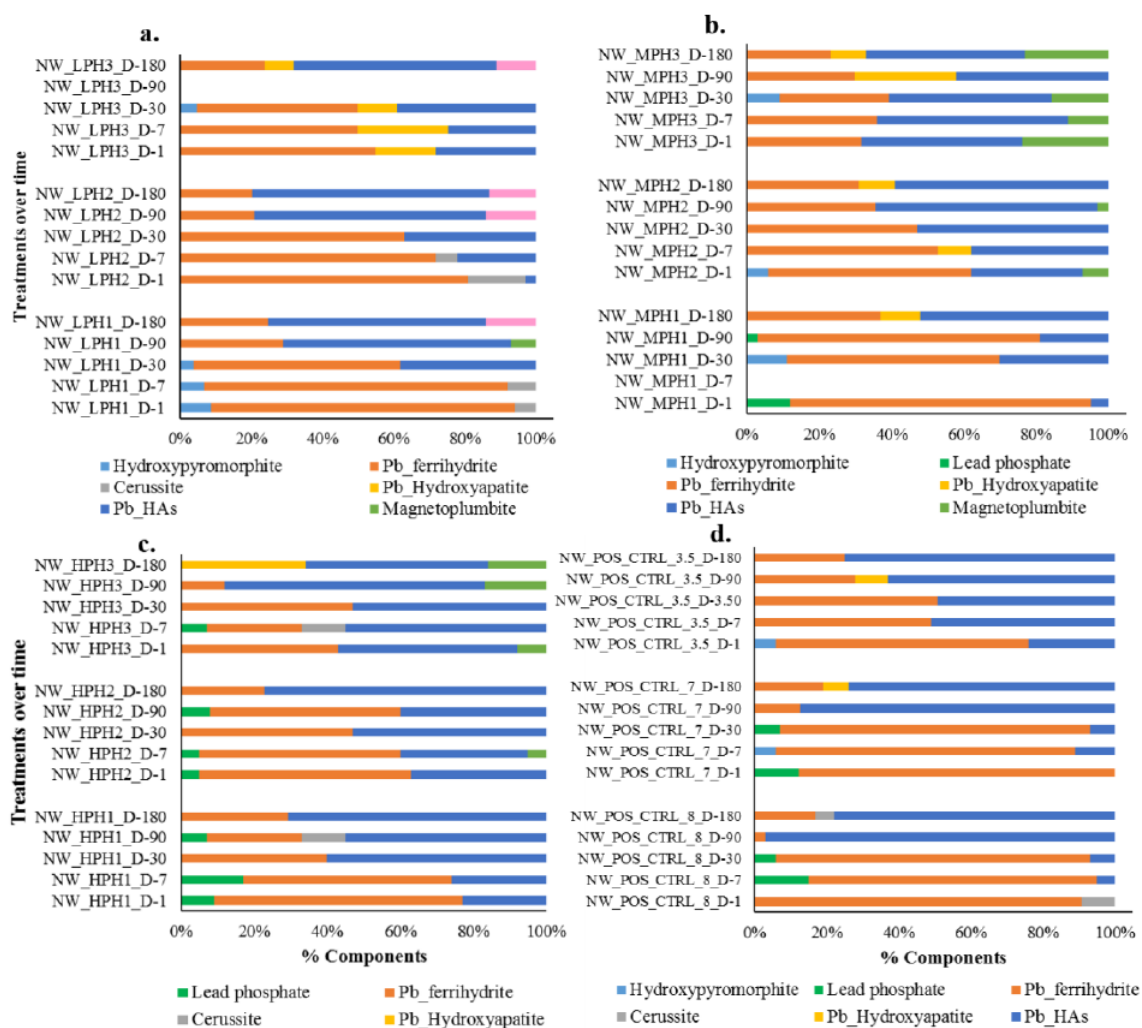 a.
Treatments over time
NW_LPH3_D-180
NW_LPH3_D-90
NW_LPH3_D-30
NW_LPH3_D-7
NW_LPH3_D-1
NW_LPH2_D-180
NW_LPH2_D-90
NW_LPH2_D-30
NW_LPH2_D-7
NW_LPH2_D-1
NW_LPH1_D-180
NW_LPH1_D-90
NW_LPH1_D-30
NW_LPH1_D-7
NW_LPH1_D-1
0% 20% 40% 60% 80% 100%
Hydroxypyromorphite Pb_ferrihydrite
Cerussite Pb_Hydroxyapatite
Pb_HAs Magnetoplumbite
b.
NW_MPH3_D-180
NW_MPH3_D-90
NW_MPH3_D-30
NW_MPH3_D-7
NW_MPH3_D-1
NW_MPH2_D-180
NW_MPH2_D-90
NW_MPH2_D-30
NW_MPH2_D-7
NW_MPH2_D-1
NW_MPH1_D-180
NW_MPH1_D-90
NW_MPH1_D-30
NW_MPH1_D-7
NW_MPH1_D-1
0% 20% 40% 60% 80% 100%
Hydroxypyromorphite Lead phosphate
Pb_ferrihydrite Pb_Hydroxyapatite
Pb_HAs Magnetoplumbite
c.
Treatments over time
NW_HPH3_D-180
NW_HPH3_D-90
NW_HPH3_D-30
NW_HPH3_D-7
NW_HPH3_D-1
NW_HPH2_D-180
NW_HPH2_D-90
NW_HPH2_D-30
NW_HPH2_D-7
NW_HPH2_D-1
NW_HPH1_D-180
NW_HPH1_D-90
NW_HPH1_D-30
NW_HPH1_D-7
NW_HPH1_D-1
0% 20% 40% 60% 80% 100%
% Components
Lead phosphate Pb_ferrihydrite
Cerussite Pb_Hydroxyapatite
d.
NW_POS_CTRL_3.5_D-180
NW_POS_CTRL_3.5_D-90
NW_POS_CTRL_3.5_D-3.50
NW_POS_CTRL_3.5_D-7
NW_POS_CTRL_3.5_D-1
NW_POS_CTRL_7_D-180
NW_POS_CTRL_7_D-90
NW_POS_CTRL_7_D-30
NW_POS_CTRL_7_D-7
NW_POS_CTRL_7_D-1
NW_POS_CTRL_8_D-180
NW_POS_CTRL_8_D-90
NW_POS_CTRL_8_D-30
NW_POS_CTRL_8_D-7
NW_POS_CTRL_8_D-1
0% 20% 40% 60% 80% 100%
% Components
Hydroxypyromorphite Lead phosphate Pb_ferrihydrite
Cerussite Pb_Hydroxyapatite Pb_HAs